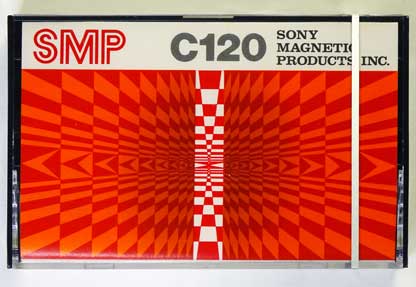 SMP
C120
SONY
MAGNETIC
PRODUCTS INC.